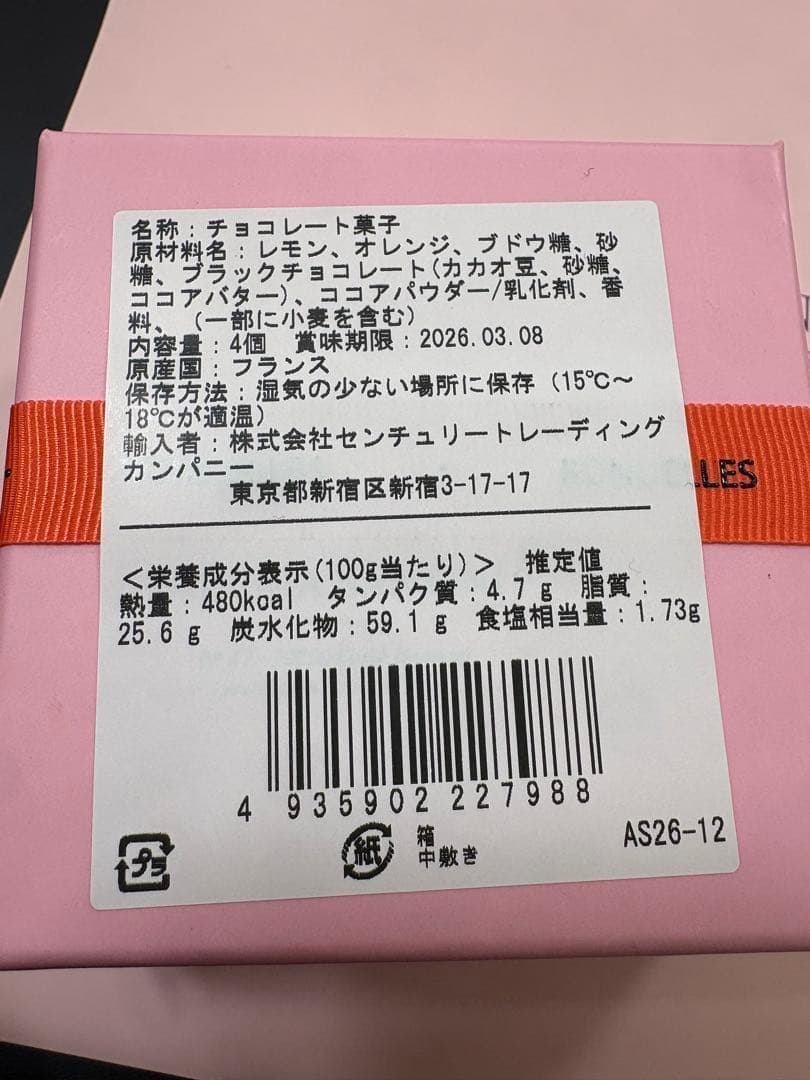 名称：チョコレート菓子
原材料名：レモン、オレンジ、ブドウ糖、砂
糖、ブラックチョコレート(カカオ豆、砂糖、
ココアバター)、ココアパウダー/乳化剤、香
料、（一部に小麦を含む）
内容量：4個　賞味期限：2026.03.08
原産国：フランス
保存方法：湿気の少ない場所に保存（15℃～
18℃が適温）
輸入者：株式会社センチュリートレーディング
カンパニー
東京都新宿区新宿3-17-17
LLES
＜栄養成分表示(100g当たり)＞　推定値
熱量：480kcal　タンパク質：4.7 g　脂質：
25.6 g　炭水化物：59.1 g　食塩相当量：1.73g
4 935902 227988
プラ
紙
箱
中敷き
AS26-12